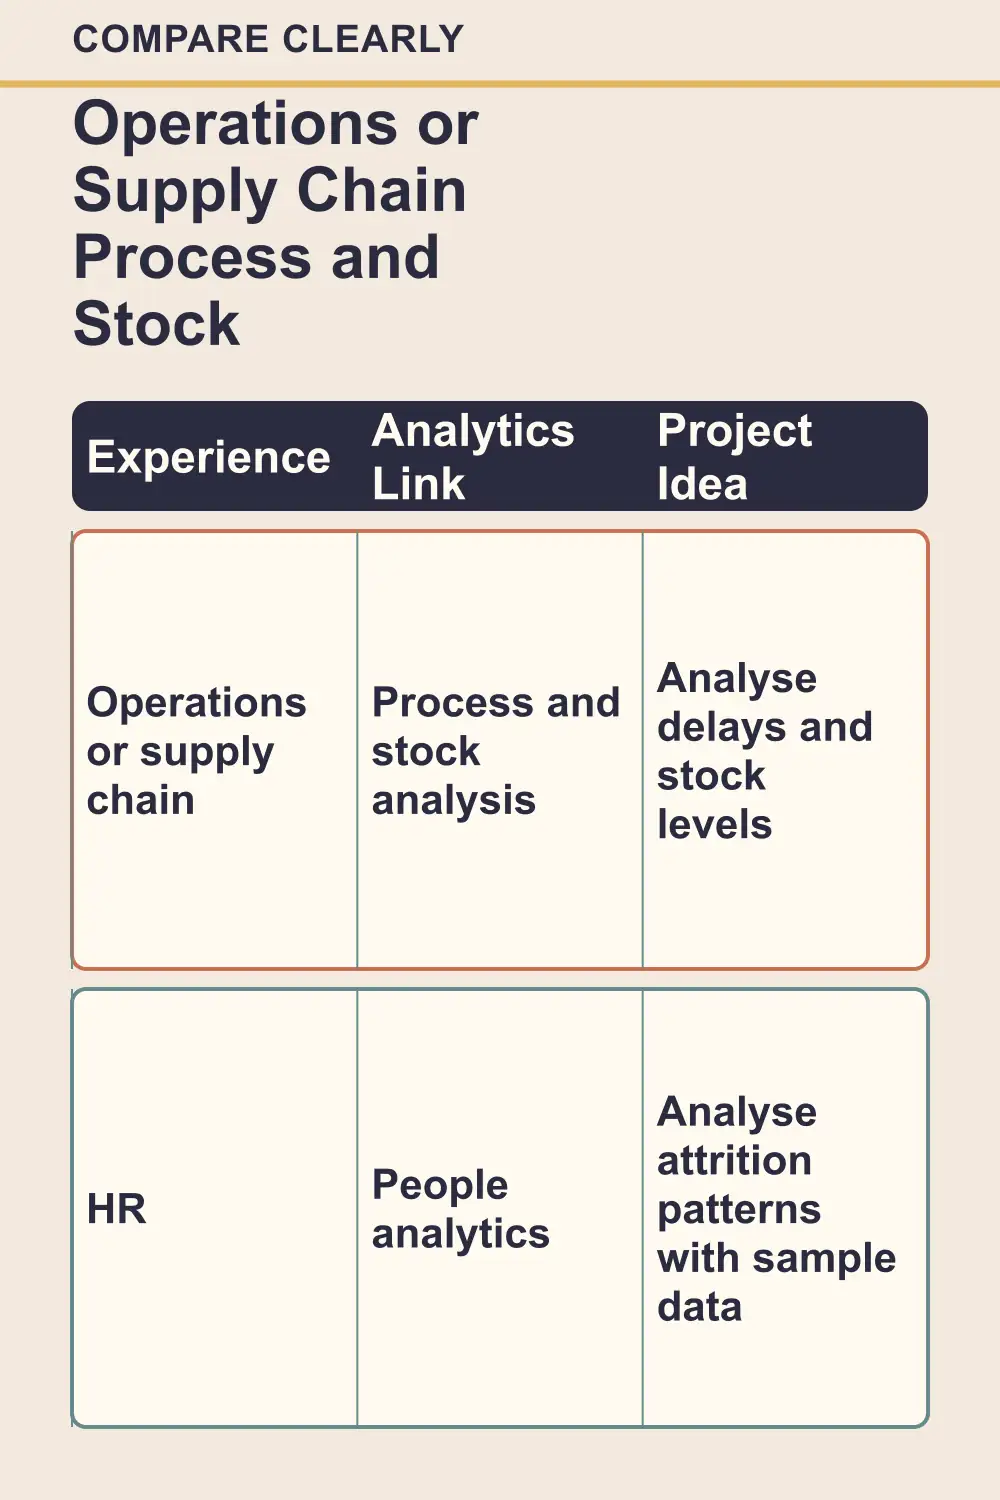 COMPARE CLEARLY
Operations or
Supply Chain
Process and
Stock
Experience
Analytics
Link
Project
Idea
Operations
or supply
chain
Process and
stock
analysis
Analyse
delays and
stock
levels
HR
People
analytics
Analyse
attrition
patterns
with sample
data